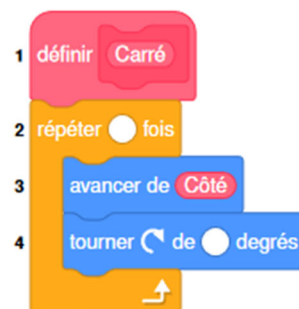 1 définir Carré
2 répéter fois
3 avancer de Côté
4 tourner de degrés